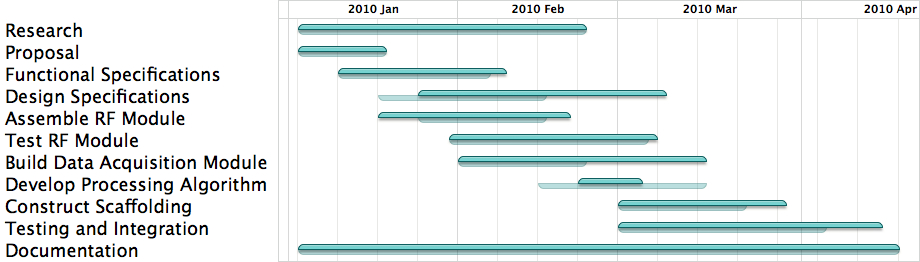 2010 Jan 2010 Feb 2010 Mar 2010 Apr
Research
Proposal
Functional Specifications
Design Specifications
Assemble RF Module
Test RF Module
Build Data Acquisition Module
Develop Processing Algorithm
Construct Scaffolding
Testing and Integration
Documentation